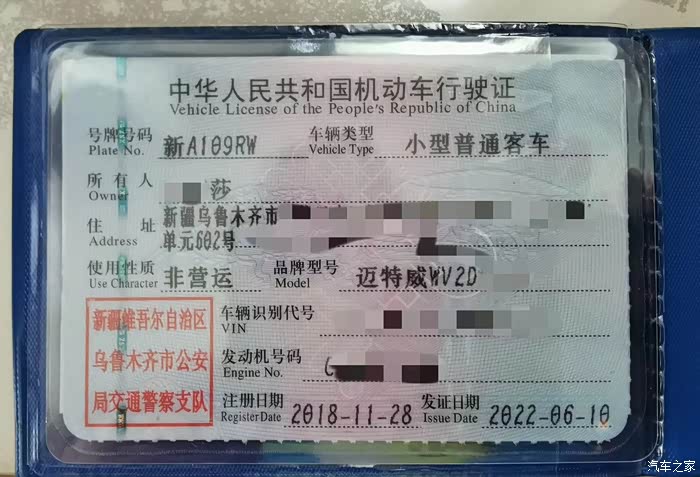 中华人民共和国机动车行驶证
Vehicle License of the People's Republic of China
号牌号码 新A109RW 车辆类型 小型普通客车
Plate No. Vehicle Type
所有人 莎
Owner
住址 新疆乌鲁木齐市
Address 单元602号
使用性质 非营运 品牌型号 迈特威WV2D
Use Character Model
新疆维吾尔自治区
乌鲁木齐市公安
局交通警察支队
车辆识别代号
VIN
发动机号码
Engine No.
注册日期 2018-11-28 发证日期 2022-06-10
Register Date Issue Date
汽车之家